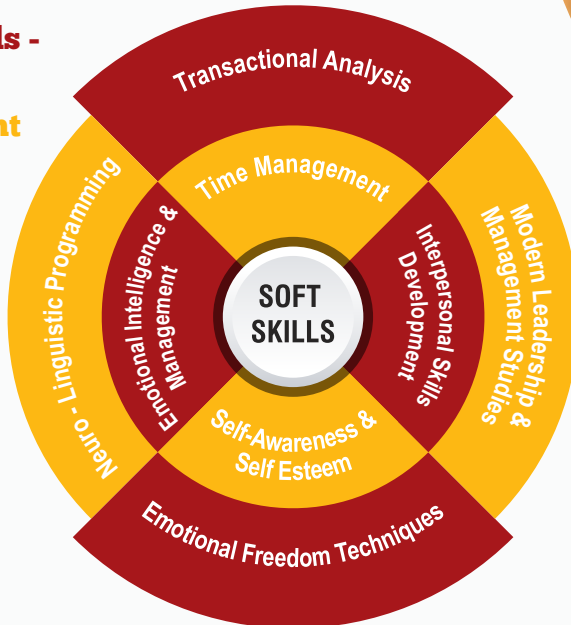 Transactional Analysis
Time Management
Neuro - Linguistic Programming
Emotional Intelligence &
Management
SOFT
SKILLS
Interpersonal Skills
Development
Modern Leadership &
Management Studies
Self-Awareness &
Self Esteem
Emotional Freedom Techniques